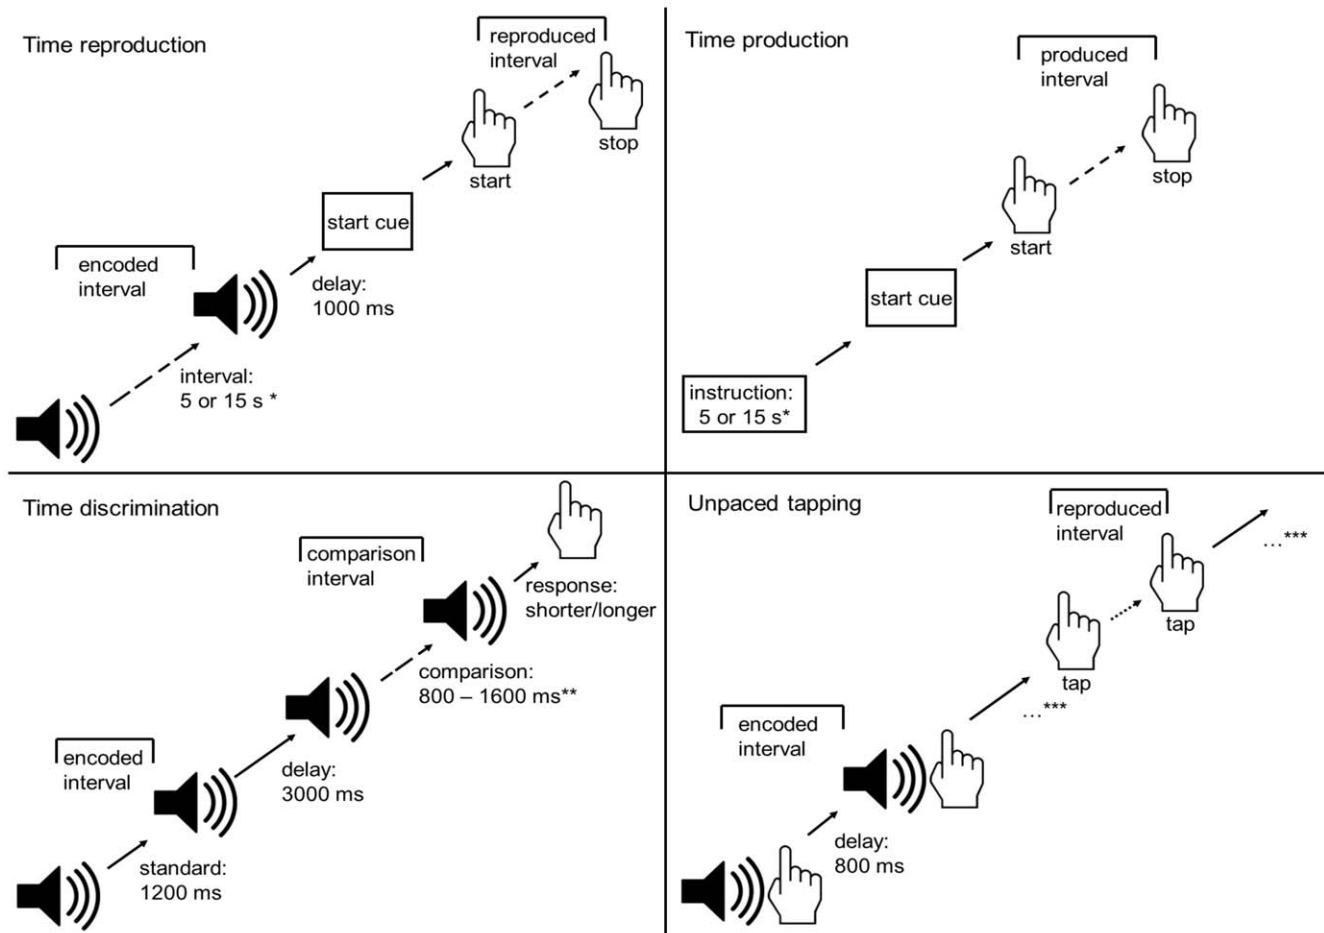 Time reproduction
reproduced
interval
stop
start
start cue
encoded
interval
delay:
1000 ms
interval:
5 or 15 s *
Time production
produced
interval
stop
start
start cue
instruction:
5 or 15 s*
Time discrimination
comparison
interval
response:
shorter/longer
comparison:
800 – 1600 ms**
encoded
interval
delay:
3000 ms
standard:
1200 ms
Unpaced tapping
reproduced
interval
...***
tap
tap
...***
encoded
interval
delay:
800 ms